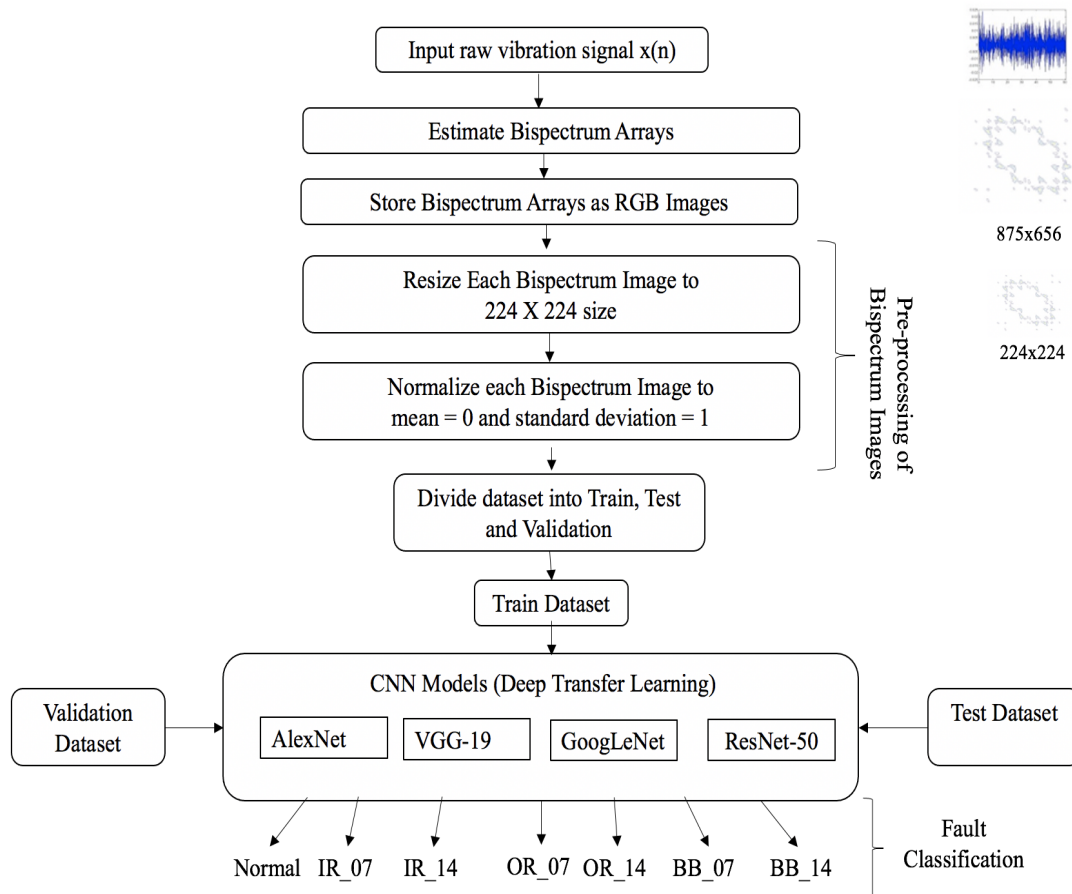 Input raw vibration signal x(n)
Estimate Bispectrum Arrays
Store Bispectrum Arrays as RGB Images
875x656
Resize Each Bispectrum Image to
224 X 224 size
224x224
Normalize each Bispectrum Image to
mean = 0 and standard deviation = 1
Pre-processing of
Bispectrum Images
Divide dataset into Train, Test
and Validation
Train Dataset
CNN Models (Deep Transfer Learning)
Validation
Dataset
AlexNet
VGG-19
GoogLeNet
ResNet-50
Test Dataset
Normal
IR_07
IR_14
OR_07
OR_14
BB_07
BB_14
Fault
Classification